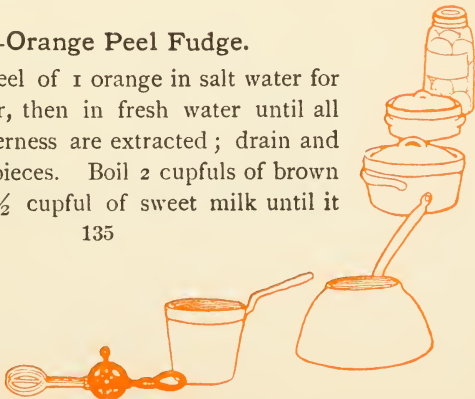 -Orange Peel Fudge.
eel of 1 orange in salt water for
r, then in fresh water until all
erness are extracted; drain and
pieces. Boil 2 cupfuls of brown
½ cupful of sweet milk until it
135